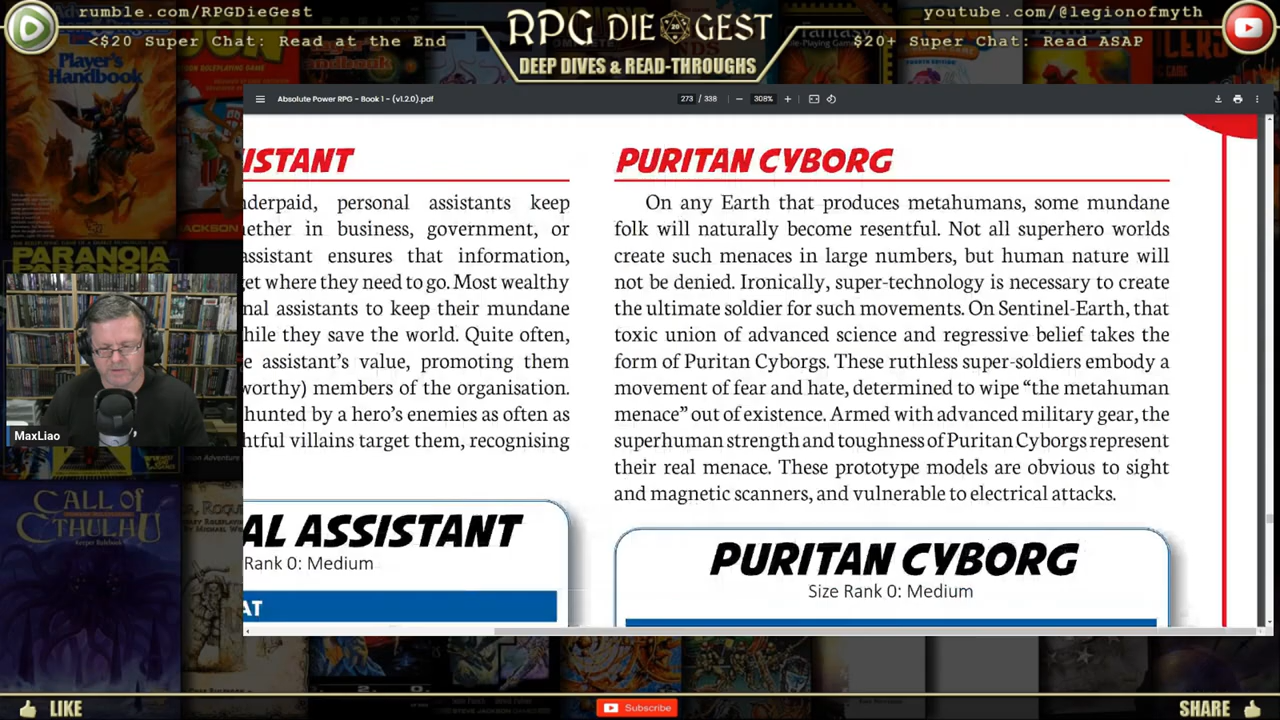 rumble.com/RPGDieGest
<$20 Super Chat: Read at the End
RPG DIE GEST
DEEP DIVES & READ-THROUGHS
youtube.com/@legionofmyth
$20+ Super Chat: Read ASAP
Player's
Handbook
Absolute Power RPG - Book 1 - (v1.2.0).pdf
273 / 338
308%
ISTANT
nderpaid, personal assistants keep
hether in business, government, or
assistant ensures that information,
get where they need to go. Most wealthy
nal assistants to keep their mundane
hile they save the world. Quite often,
e assistant's value, promoting them
worthy) members of the organisation.
hunted by a hero's enemies as often as
htful villains target them, recognising
AL ASSISTANT
Rank 0: Medium
AT
PURITAN CYBORG
On any Earth that produces metahumans, some mundane
folk will naturally become resentful. Not all superhero worlds
create such menaces in large numbers, but human nature will
not be denied. Ironically, super-technology is necessary to create
the ultimate soldier for such movements. On Sentinel-Earth, that
toxic union of advanced science and regressive belief takes the
form of Puritan Cyborgs. These ruthless super-soldiers embody a
movement of fear and hate, determined to wipe “the metahuman
menace” out of existence. Armed with advanced military gear, the
superhuman strength and toughness of Puritan Cyborgs represent
their real menace. These prototype models are obvious to sight
and magnetic scanners, and vulnerable to electrical attacks.
PURITAN CYBORG
Size Rank 0: Medium
JACKSON
PARANOIA
MaxLiao
CALL OF
CTHULHU
LIKE
Subscribe
SHARE